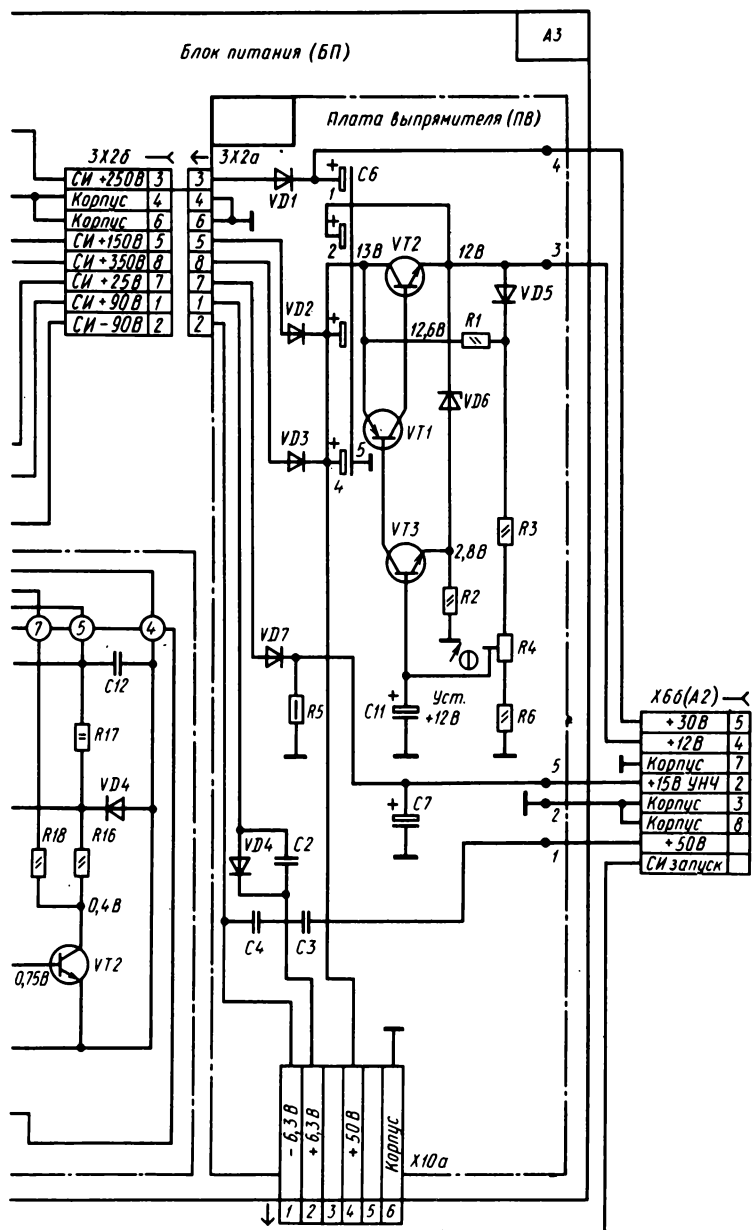 А3
Блок питания (БП)
Плата выпрямителя (ПВ)
3Х2б
3Х2а
СИ +250В 3
Корпус 4
Корпус 6
СИ +150В 5
СИ +350В 8
СИ +25В 7
СИ +90В 1
СИ -90В 2
3
4
6
5
8
7
1
2
VD1
+
1
C6
4
+
2
13В
VT2
12В
3
VD5
VD2
+
12,6В
R1
VD6
VT1
VD3
+
4
5
VT3
2,8В
R3
R2
R4
7
5
4
VD7
C12
R5
+
C11
Уст.
+12В
R6
R17
Х6б(А2)
+30В 5
+12В 4
Корпус 7
+15В УНЧ 2
Корпус 3
Корпус 8
+50В
СИ запуск
5
+
C7
2
1
VD4
R18
R16
VD4
C2
0,4В
C4
C3
VT2
0,75В
- 6,3В
+ 6,3В
+50В
Корпус
Х10а
1
2
3
4
5
6